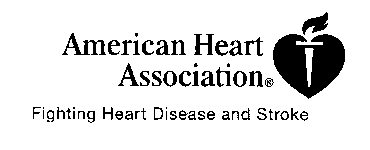 American Heart
Association®
Fighting Heart Disease and Stroke